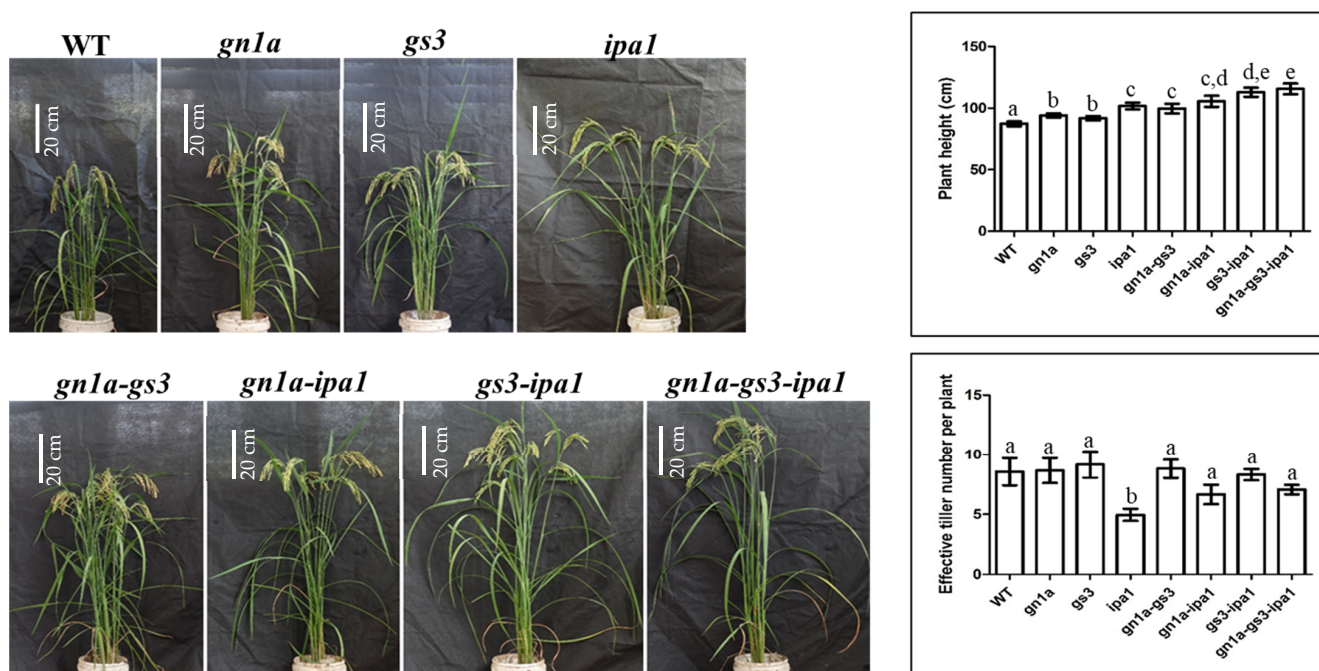 WT
gn1a
gs3
ipa1
20 cm
20 cm
20 cm
20 cm
gn1a-gs3
gn1a-ipa1
gs3-ipa1
gn1a-gs3-ipa1
20 cm
20 cm
20 cm
20 cm
Plant height (cm)
150
100
50
0
a
b
b
c
c
c,d
d,e
e
WT
gn1a
gs3
ipa1
gn1a-gs3
gn1a-ipa1
gs3-ipa1
gn1a-gs3-ipa1
Effective tiller number per plant
15
10
5
0
a
a
a
b
a
a
a
a
WT
gn1a
gs3
ipa1
gn1a-gs3
gn1a-ipa1
gs3-ipa1
gn1a-gs3-ipa1